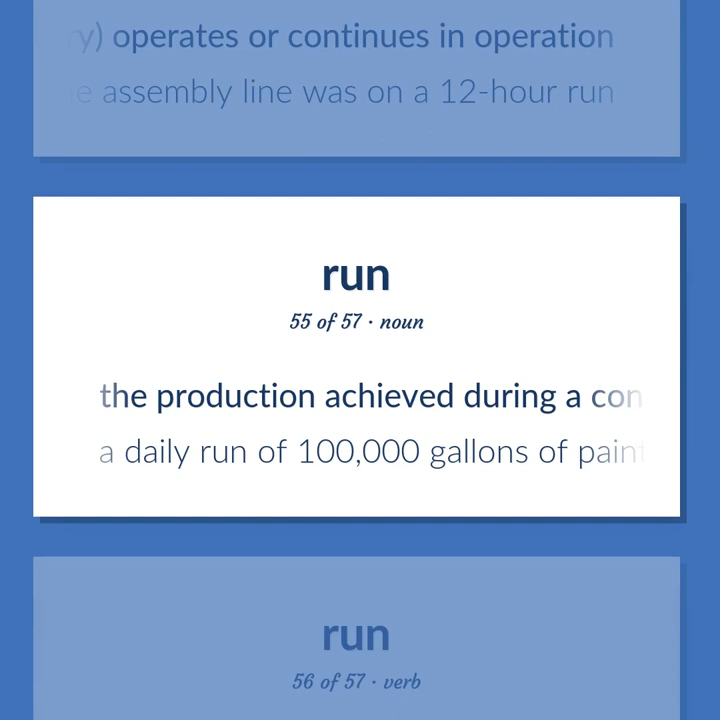 operates or continues in operation
assembly line was on a 12-hour run
run
55 of 57 · noun
the production achieved during a
a daily run of 100,000 gallons of paint
run
56 of 57 · verb